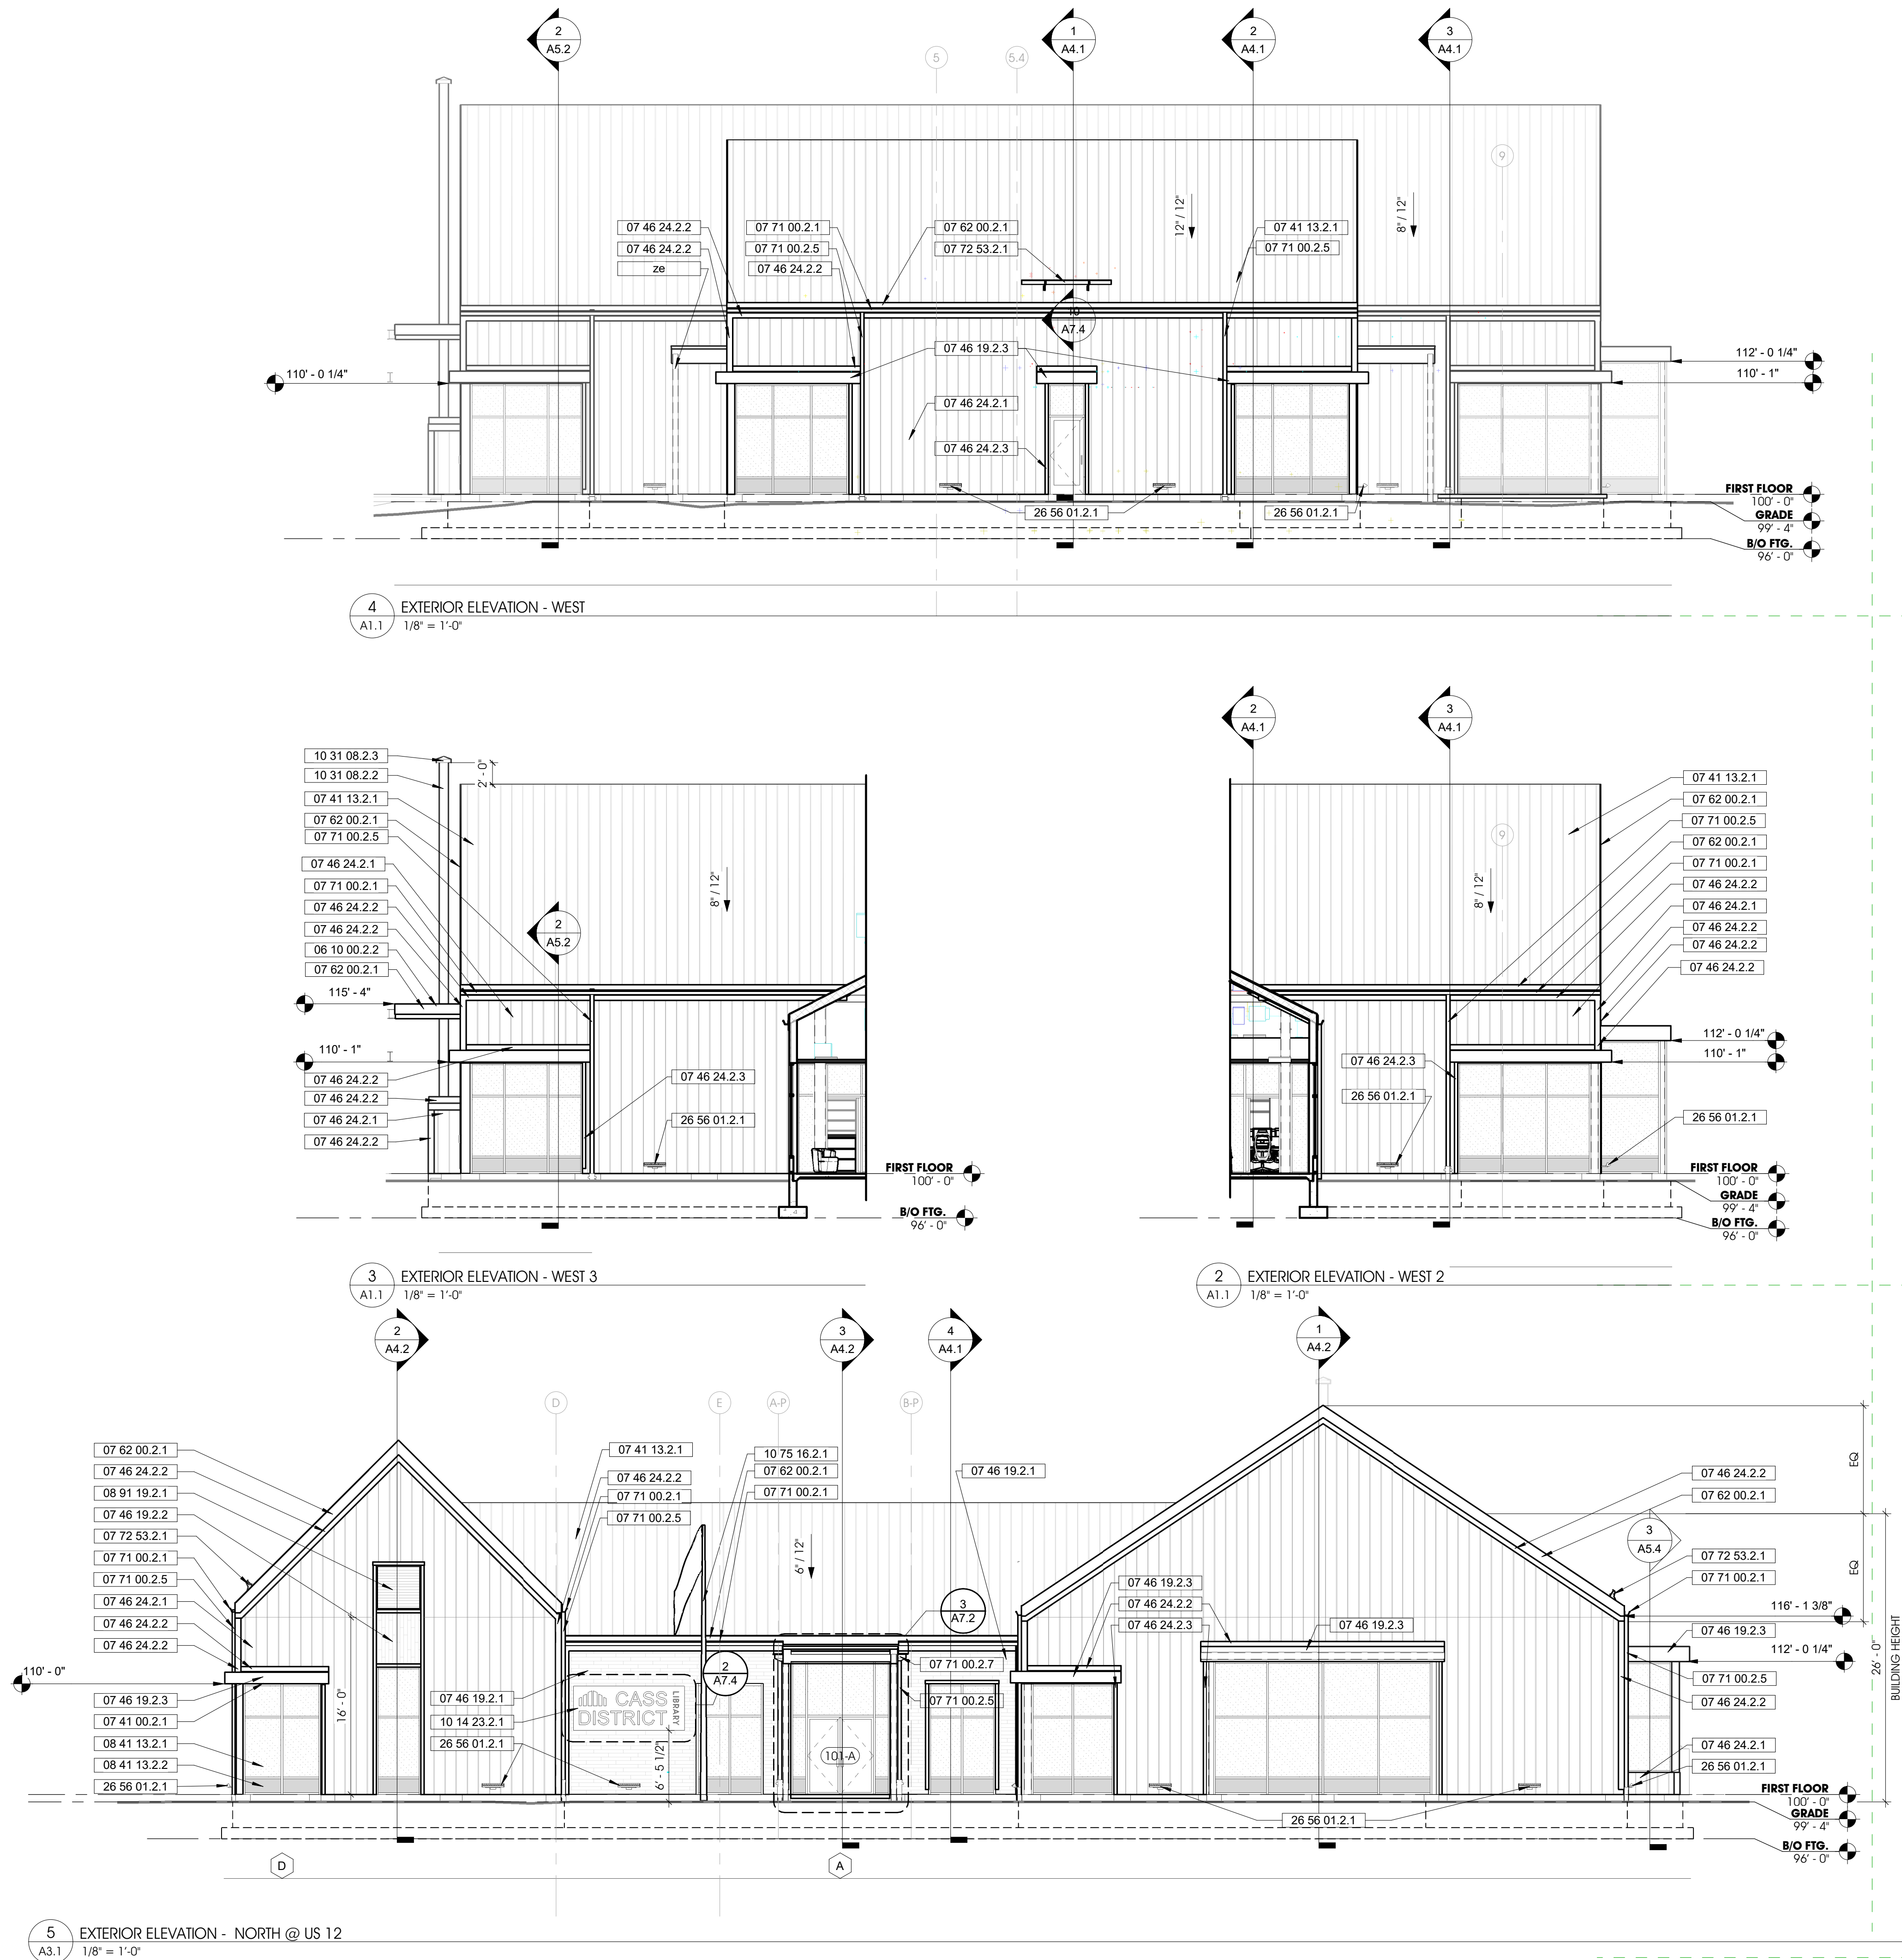 2
A5.2
5
5.4
1
A4.1
2
A4.1
3
A4.1
9
12" / 12"
8" / 12"
07 46 24.2.2
07 46 24.2.2
ze
07 71 00.2.1
07 71 00.2.5
07 46 24.2.2
07 62 00.2.1
07 72 53.2.1
07 41 13.2.1
07 71 00.2.5
10
A7.4
07 46 19.2.3
07 46 24.2.1
07 46 24.2.3
26 56 01.2.1
26 56 01.2.1
110' - 0 1/4"
112' - 0 1/4"
110' - 1"
FIRST FLOOR
100' - 0"
GRADE
99' - 4"
B/O FTG.
96' - 0"
4
A1.1
EXTERIOR ELEVATION - WEST
1/8" = 1'-0"
10 31 08.2.3
10 31 08.2.2
07 41 13.2.1
07 62 00.2.1
07 71 00.2.5
07 46 24.2.1
07 71 00.2.1
07 46 24.2.2
07 46 24.2.2
06 10 00.2.2
07 62 00.2.1
115' - 4"
110' - 1"
07 46 24.2.2
07 46 24.2.2
07 46 24.2.1
07 46 24.2.2
2' - 0"
8" / 12"
2
A5.2
07 46 24.2.3
26 56 01.2.1
FIRST FLOOR
100' - 0"
B/O FTG.
96' - 0"
3
A1.1
EXTERIOR ELEVATION - WEST 3
1/8" = 1'-0"
2
A4.1
3
A4.1
9
8" / 12"
07 41 13.2.1
07 62 00.2.1
07 71 00.2.5
07 62 00.2.1
07 71 00.2.1
07 46 24.2.2
07 46 24.2.1
07 46 24.2.2
07 46 24.2.2
07 46 24.2.2
112' - 0 1/4"
110' - 1"
07 46 24.2.3
26 56 01.2.1
26 56 01.2.1
FIRST FLOOR
100' - 0"
GRADE
99' - 4"
B/O FTG.
96' - 0"
2
A1.1
EXTERIOR ELEVATION - WEST 2
1/8" = 1'-0"
2
A4.2
3
A4.2
4
A4.1
1
A4.2
D
E
A-P
B-P
07 62 00.2.1
07 46 24.2.2
08 91 19.2.1
07 46 19.2.2
07 72 53.2.1
07 71 00.2.1
07 71 00.2.5
07 46 24.2.1
07 46 24.2.2
07 46 24.2.2
110' - 0"
07 46 19.2.3
07 41 00.2.1
08 41 13.2.1
08 41 13.2.2
26 56 01.2.1
16' - 0"
07 41 13.2.1
07 46 24.2.2
07 71 00.2.1
07 71 00.2.5
10 75 16.2.1
07 62 00.2.1
07 71 00.2.1
07 46 19.2.1
6" / 12"
3
A7.2
2
A7.4
07 46 19.2.1
10 14 23.2.1
26 56 01.2.1
CASS
DISTRICT
LIBRARY
6' - 5 1/2"
101-A
07 71 00.2.7
07 71 00.2.5
07 46 19.2.3
07 46 24.2.2
07 46 24.2.3
07 46 19.2.3
26 56 01.2.1
07 46 24.2.2
07 62 00.2.1
3
A5.4
07 72 53.2.1
07 71 00.2.1
116' - 1 3/8"
07 46 19.2.3
112' - 0 1/4"
07 71 00.2.5
07 46 24.2.2
07 46 24.2.1
26 56 01.2.1
EQ
EQ
26' - 0"
BUILDING HEIGHT
FIRST FLOOR
100' - 0"
GRADE
99' - 4"
B/O FTG.
96' - 0"
D
A
5
A3.1
EXTERIOR ELEVATION - NORTH @ US 12
1/8" = 1'-0"